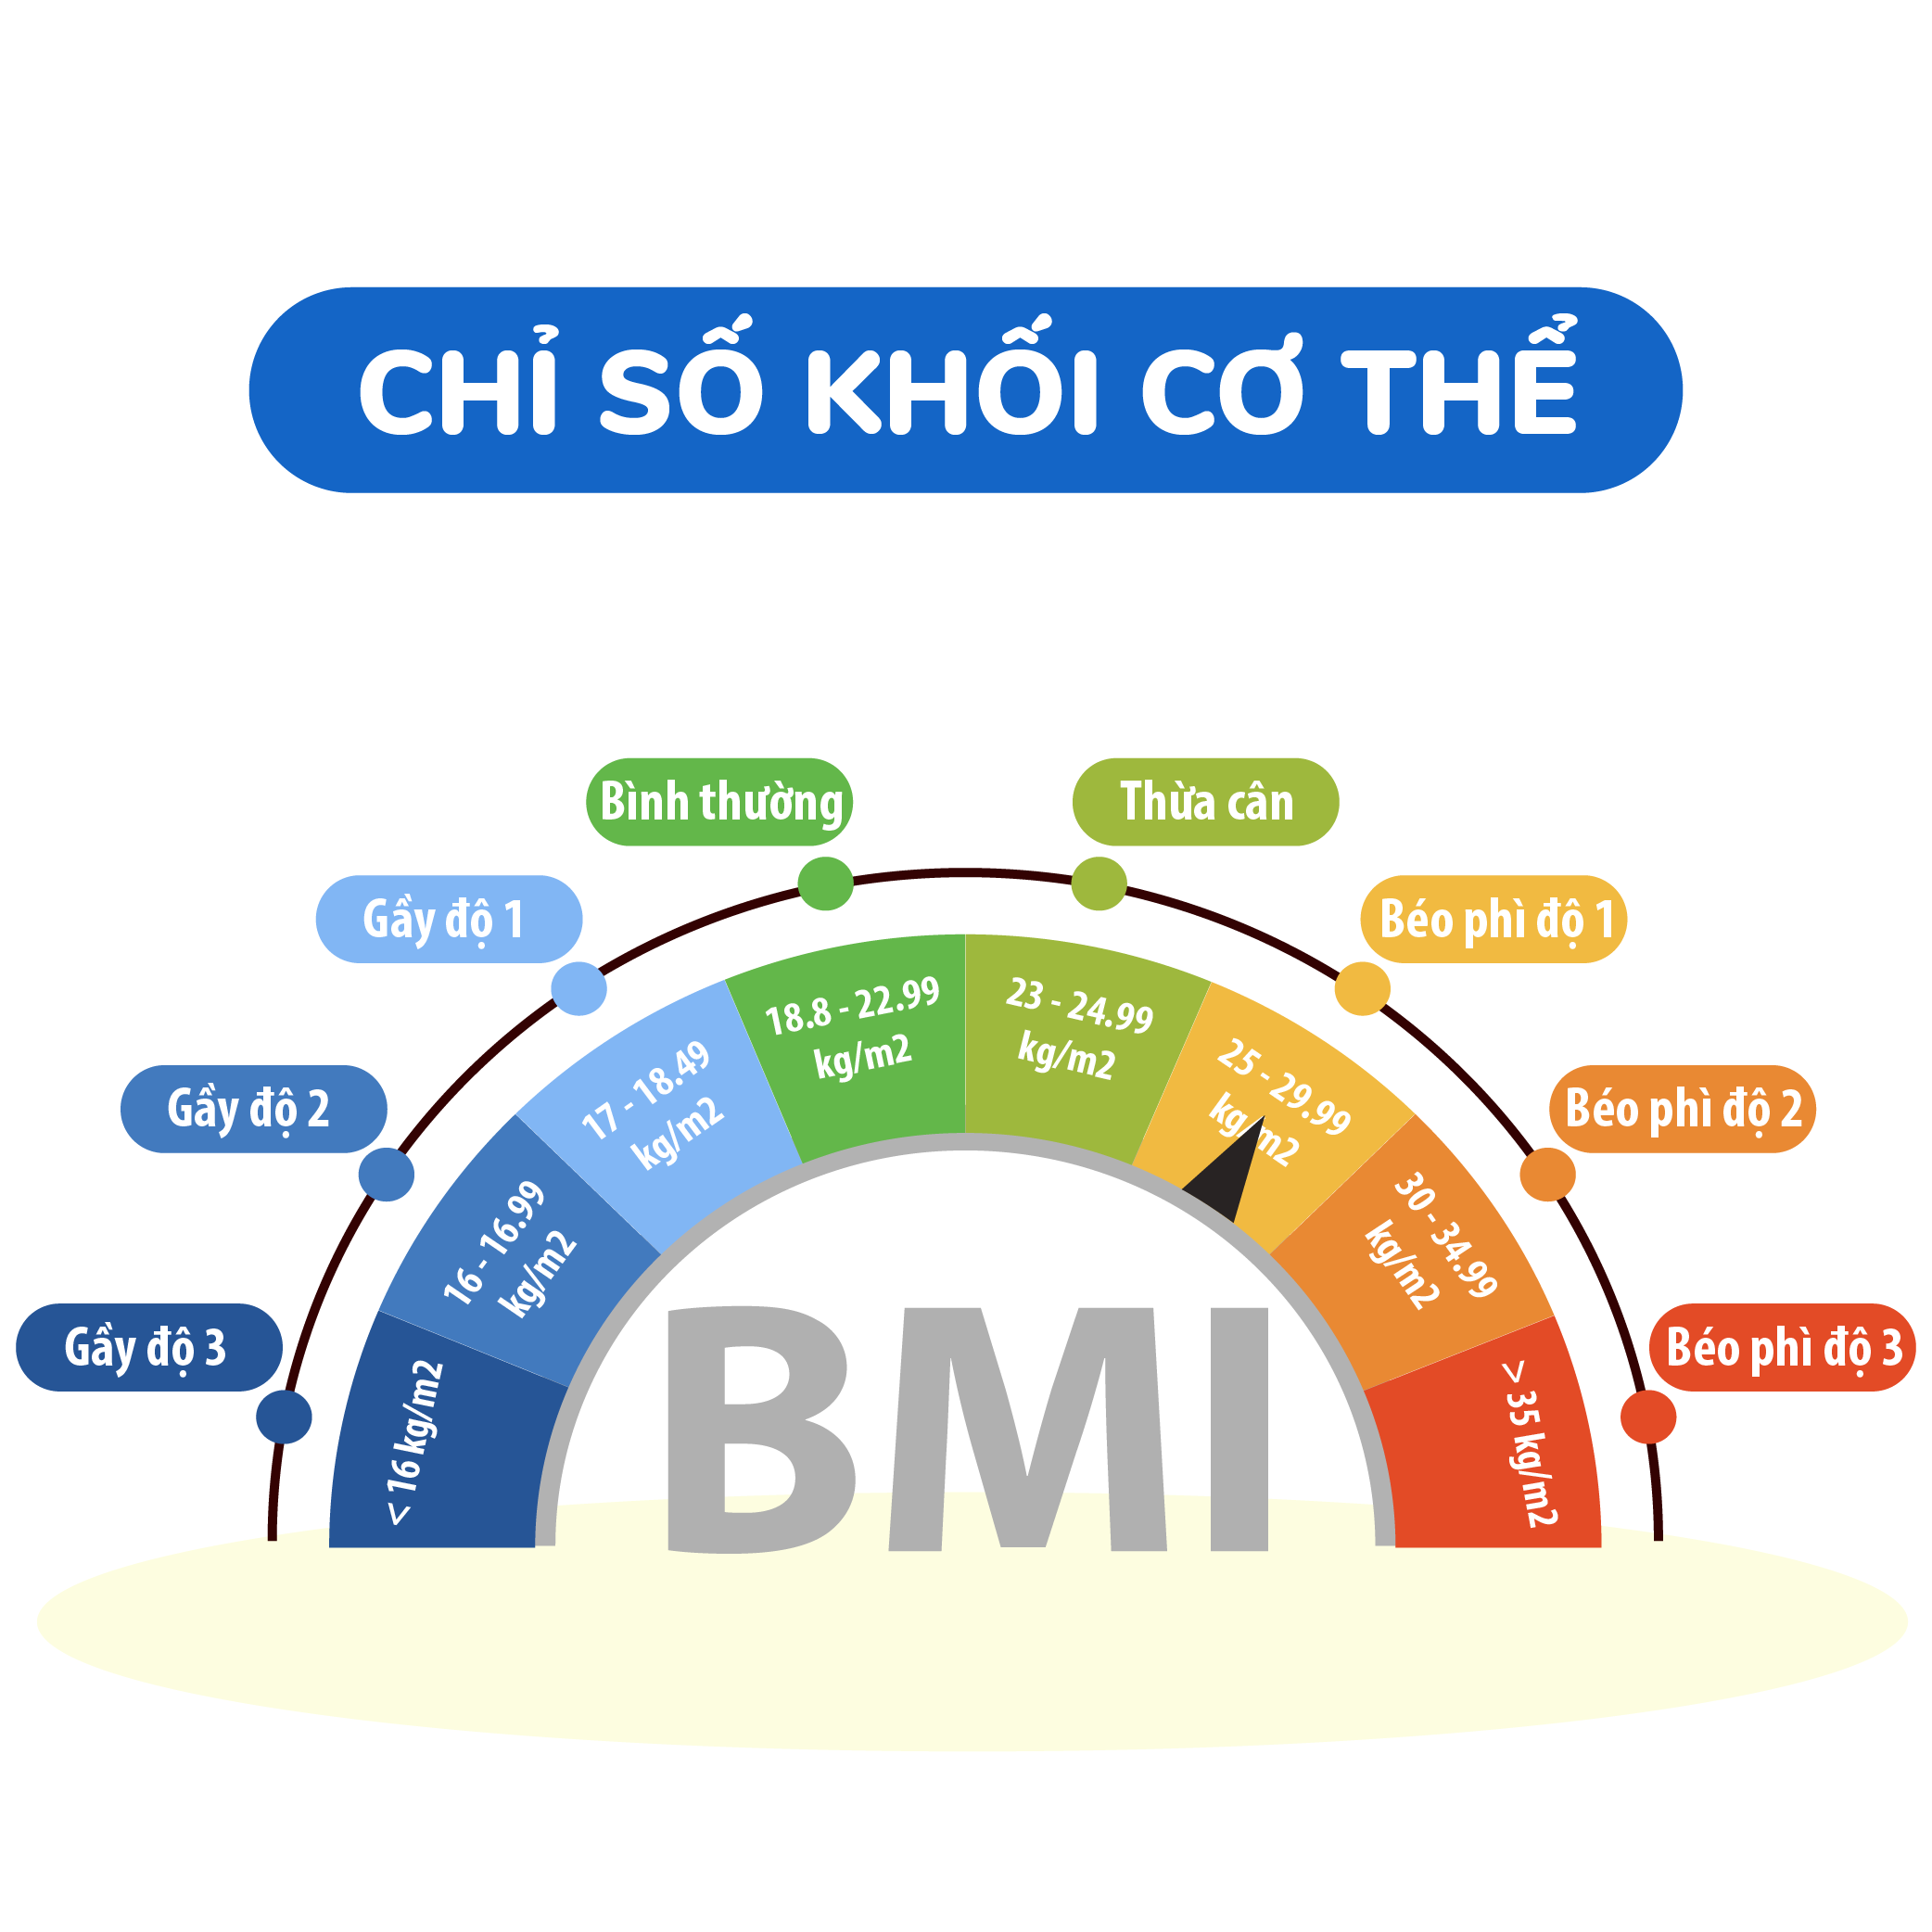 CHỈ SỐ KHỐI CƠ THỂ
Bình thường
Thừa cân
Gầy độ 1
Béo phì độ 1
Gầy độ 2
Béo phì độ 2
Gầy độ 3
Béo phì độ 3
<16kg/m2
16 - 16.99
kg/m2
17 - 18.49
kg/m2
18.8 - 22.99
kg/m2
23 - 24.99
kg/m2
25 - 29.99
kg/m2
30 - 34.99
kg/m2
> 35 kg/m2
BMI